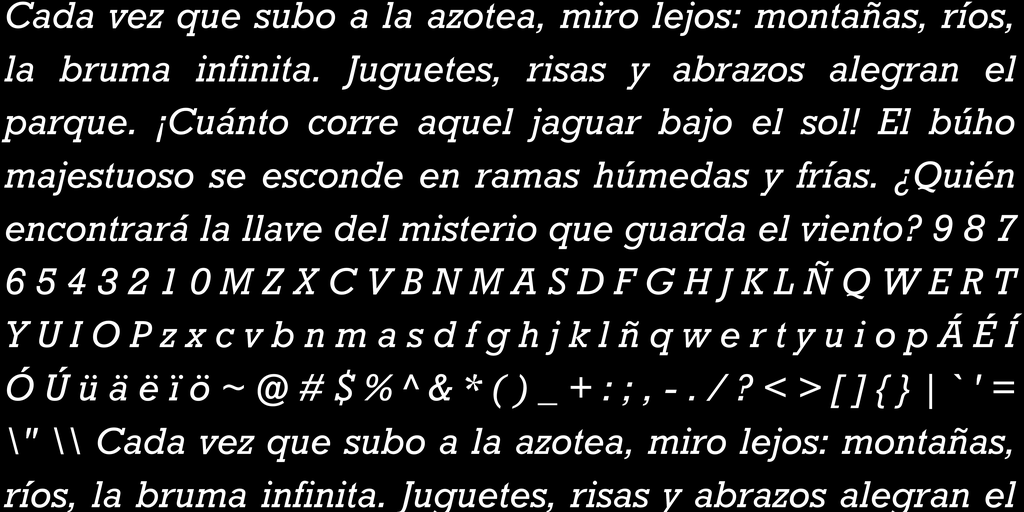 Cada vez que subo a la azotea, miro lejos: montañas, ríos,
la bruma infinita. Juguetes, risas y abrazos alegran el
parque. ¡Cuánto corre aquel jaguar bajo el sol! El búho
majestuoso se esconde en ramas húmedas y frías. ¿Quién
encontrará la llave del misterio que guarda el viento? 9 8 7
6 5 4 3 2 1 0 M Z X C V B N M A S D F G H J K L Ñ Q W E R T
Y U I O P z x c v b n m a s d f g h j k l ñ q w e r t y u i o p Á É Í
Ó Ú ü ä ë ï ö ~ @ # $ % ^ & * ( ) _ + : ; , - . / ? < > [ ] { } | ` ' =
\" \\ Cada vez que subo a la azotea, miro lejos: montañas,
ríos, la bruma infinita. Juguetes, risas y abrazos alegran el